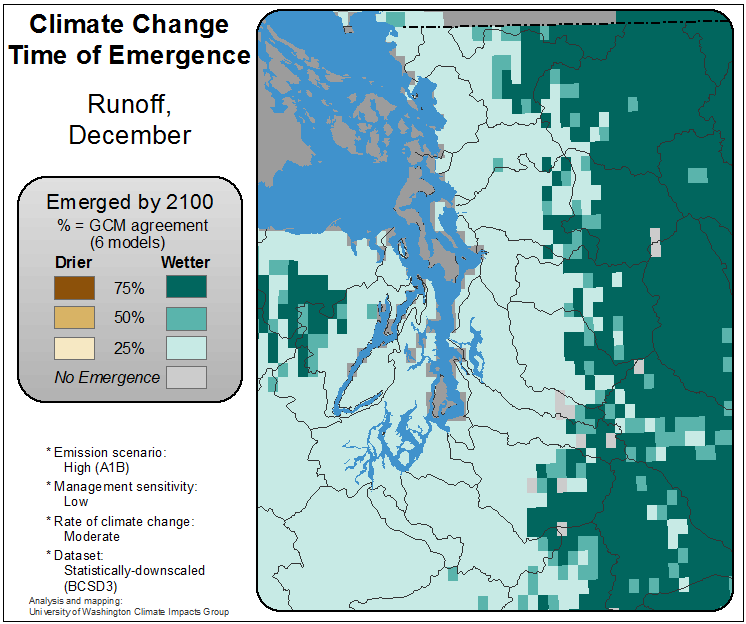 Climate Change
Time of Emergence
Runoff,
December
Emerged by 2100
% = GCM agreement
(6 models)
Drier Wetter
75%
50%
25%
No Emergence
* Emission scenario:
High (A1B)
* Management sensitivity:
Low
* Rate of climate change:
Moderate
* Dataset:
Statistically-downscaled
(BCSD3)
Analysis and mapping:
University of Washington Climate Impacts Group